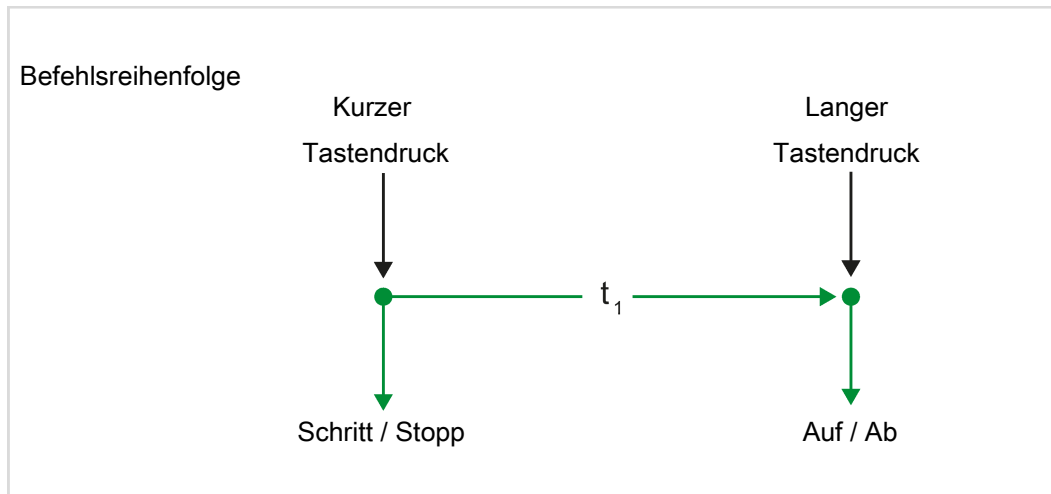 Befehlsreihenfolge
Kurzer
Tastendruck
Langer
Tastendruck
t₁
Schritt / Stopp
Auf / Ab